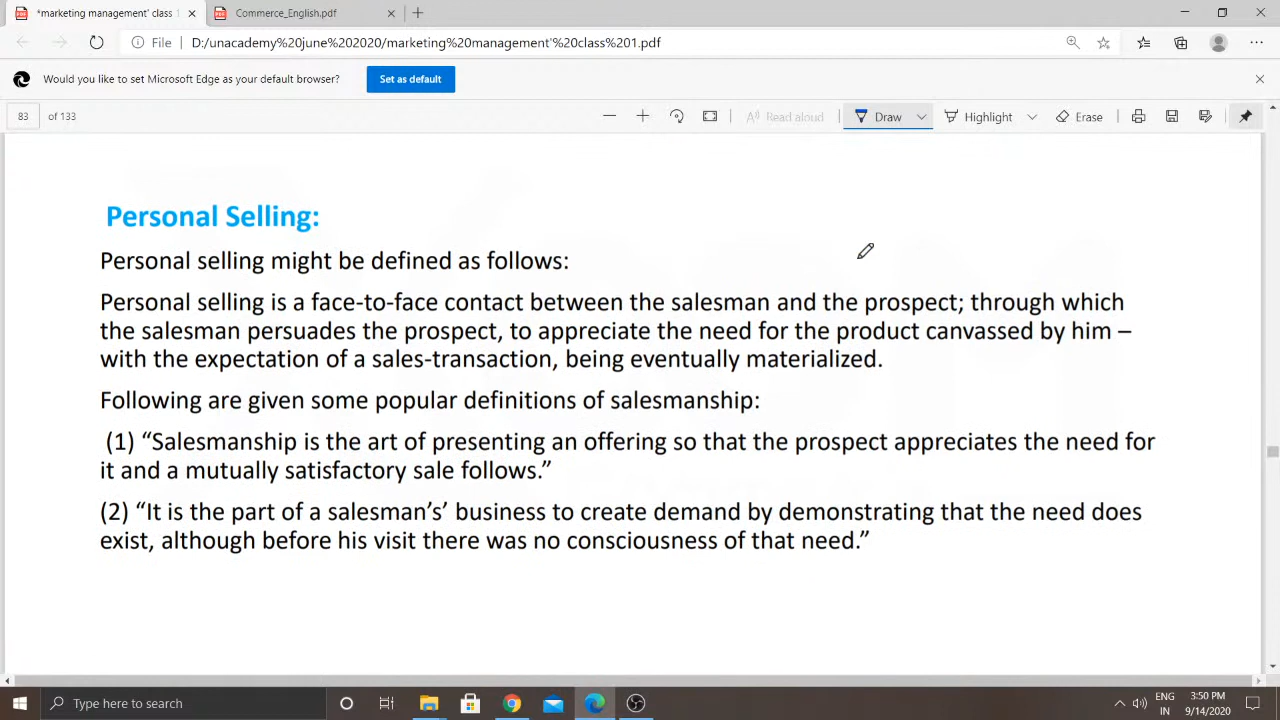 *marketing management' class 1
Commerce_English.pdf
File D:/unacademy%20june%202020/marketing%20management'%20class%201.pdf
Would you like to set Microsoft Edge as your default browser? Set as default
83 of 133 Read aloud Draw Highlight Erase
Personal Selling:
Personal selling might be defined as follows:
Personal selling is a face-to-face contact between the salesman and the prospect; through which
the salesman persuades the prospect, to appreciate the need for the product canvassed by him –
with the expectation of a sales-transaction, being eventually materialized.
Following are given some popular definitions of salesmanship:
(1) “Salesmanship is the art of presenting an offering so that the prospect appreciates the need for
it and a mutually satisfactory sale follows.”
(2) “It is the part of a salesman’s’ business to create demand by demonstrating that the need does
exist, although before his visit there was no consciousness of that need.”
Type here to search
ENG 3:50 PM
IN 9/14/2020